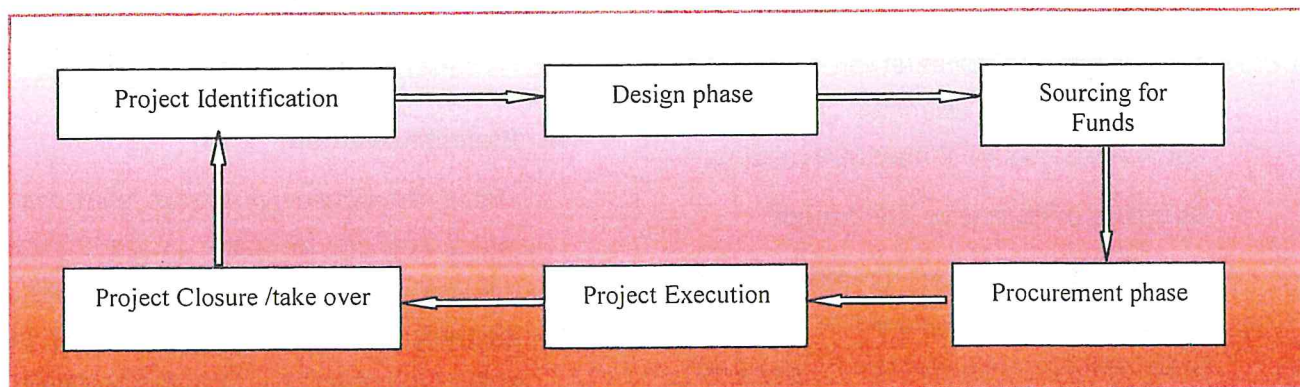 Project Identification
Design phase
Sourcing for
Funds
Procurement phase
Project Execution
Project Closure /take over